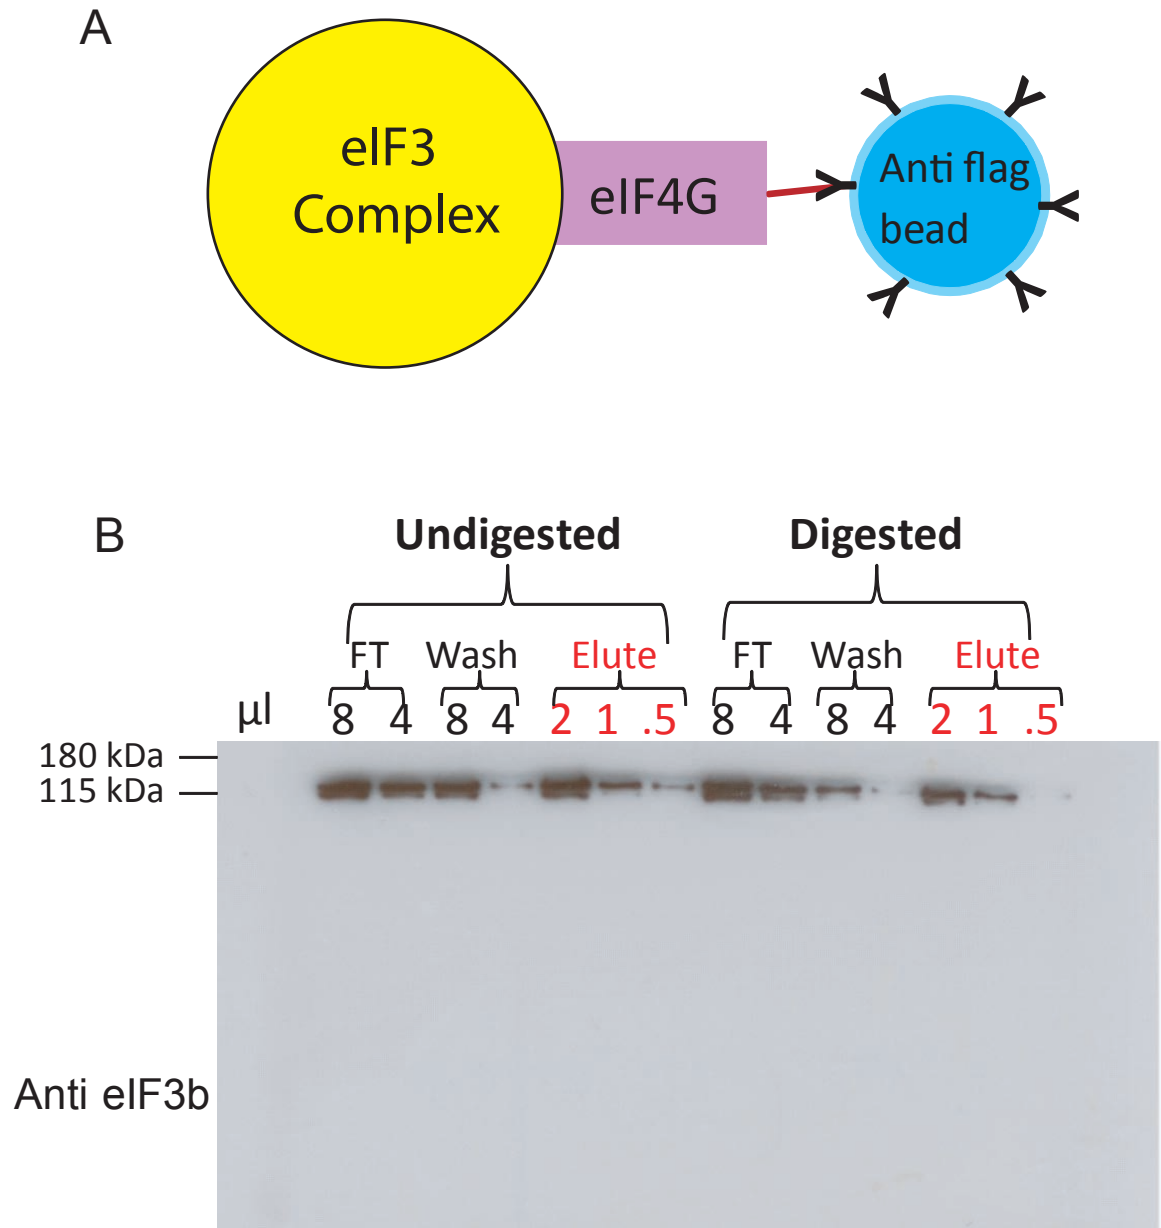 A
eIF3
Complex
eIF4G
Anti flag
bead
B
Undigested Digested
FT Wash Elute FT Wash Elute
µl 8 4 8 4 2 1 .5 8 4 8 4 2 1 .5
180 kDa
115 kDa
Anti eIF3b